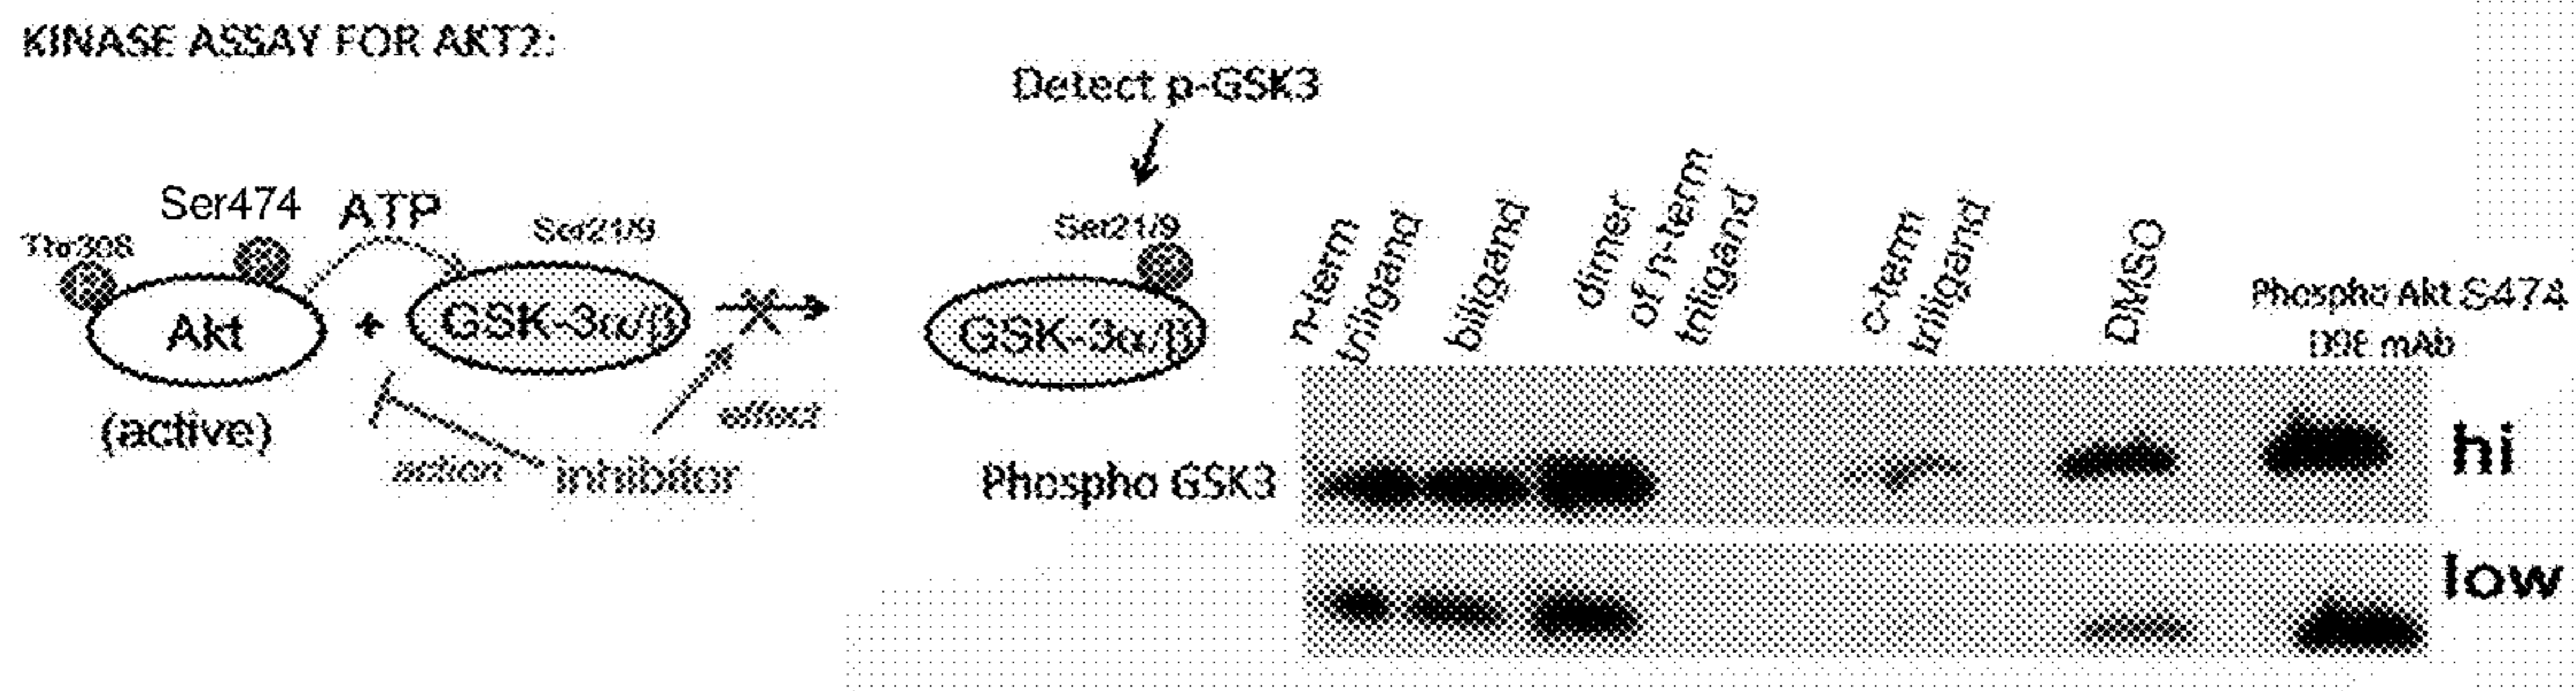 KINASE ASSAY FOR AKT2:
Detect p-GSK3
Thr308
Ser474
ATP
Ser21/9
Akt
+
GSK-3α/β
(active)
action
inhibitor
effect
Ser21/9
GSK-3α/β
Phospho GSK3
n-term
triligand
biligand
dimer
of n-term
triligand
c-term
triligand
DMSO
Phospho Akt S474
D9E mAb
hi
low